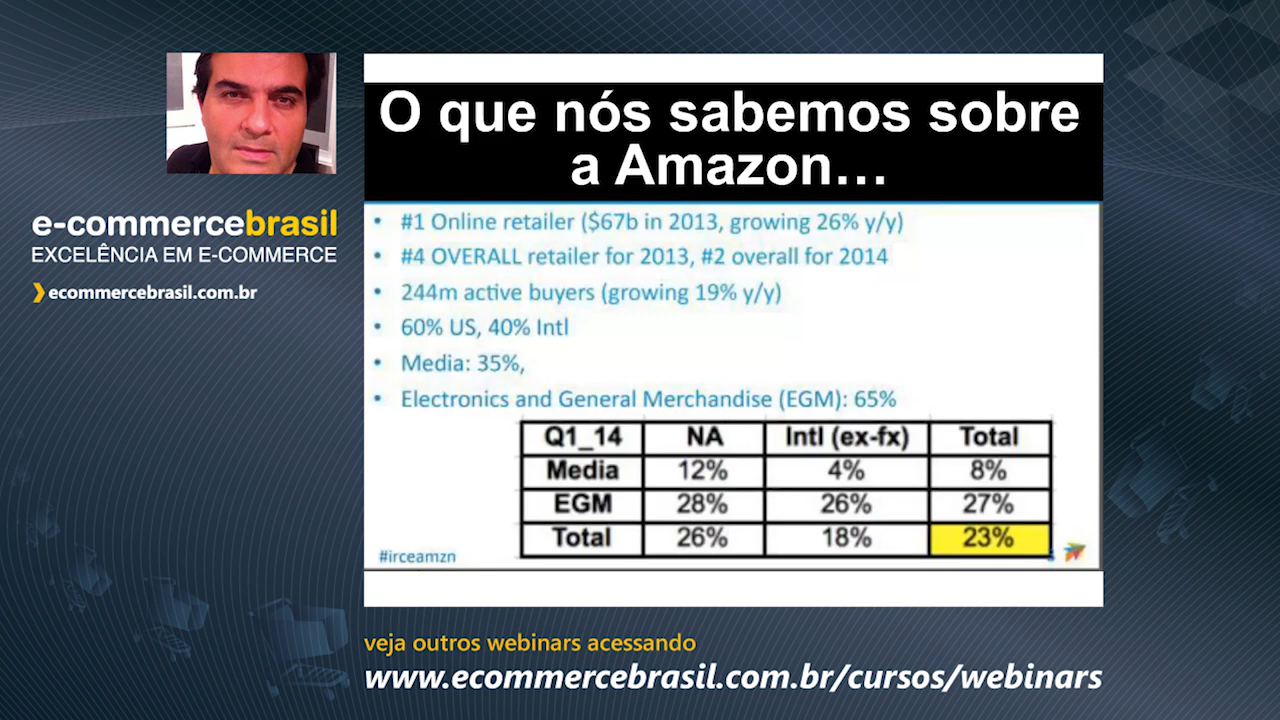 O que nós sabemos sobre
a Amazon...
e-commercebrasil
EXCELÊNCIA EM E-COMMERCE
ecommercebrasil.com.br
• #1 Online retailer ($67b in 2013, growing 26% y/y)
• #4 OVERALL retailer for 2013, #2 overall for 2014
• 244m active buyers (growing 19% y/y)
• 60% US, 40% Intl
• Media: 35%,
• Electronics and General Merchandise (EGM): 65%
Q1_14 NA Intl (ex-fx) Total
Media 12% 4% 8%
EGM 28% 26% 27%
Total 26% 18% 23%
#irceamzn
veja outros webinars acessando
www.ecommercebrasil.com.br/cursos/webinars